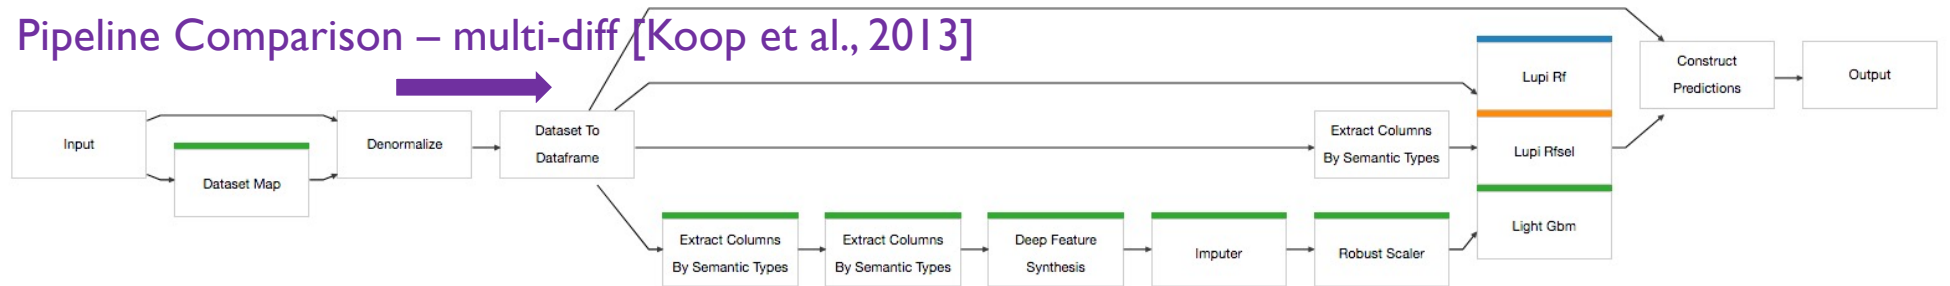 Pipeline Comparison – multi-diff [Koop et al., 2013]
Input
Dataset Map
Denormalize
Dataset To
Dataframe
Extract Columns
By Semantic Types
Extract Columns
By Semantic Types
Extract Columns
By Semantic Types
Deep Feature
Synthesis
Imputer
Robust Scaler
Lupi Rf
Lupi Rfsel
Light Gbm
Construct
Predictions
Output